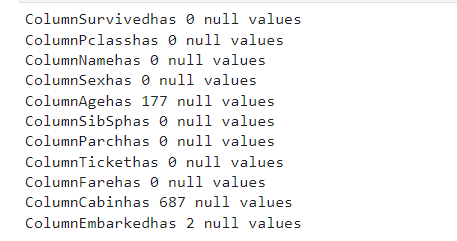 ColumnSurvivedhas 0 null values
ColumnPclasshas 0 null values
ColumnNamehas 0 null values
ColumnSexhas 0 null values
ColumnAgehas 177 null values
ColumnSibSphas 0 null values
ColumnParchhas 0 null values
ColumnTickethas 0 null values
ColumnFarehas 0 null values
ColumnCabinhas 687 null values
ColumnEmbarkedhas 2 null values